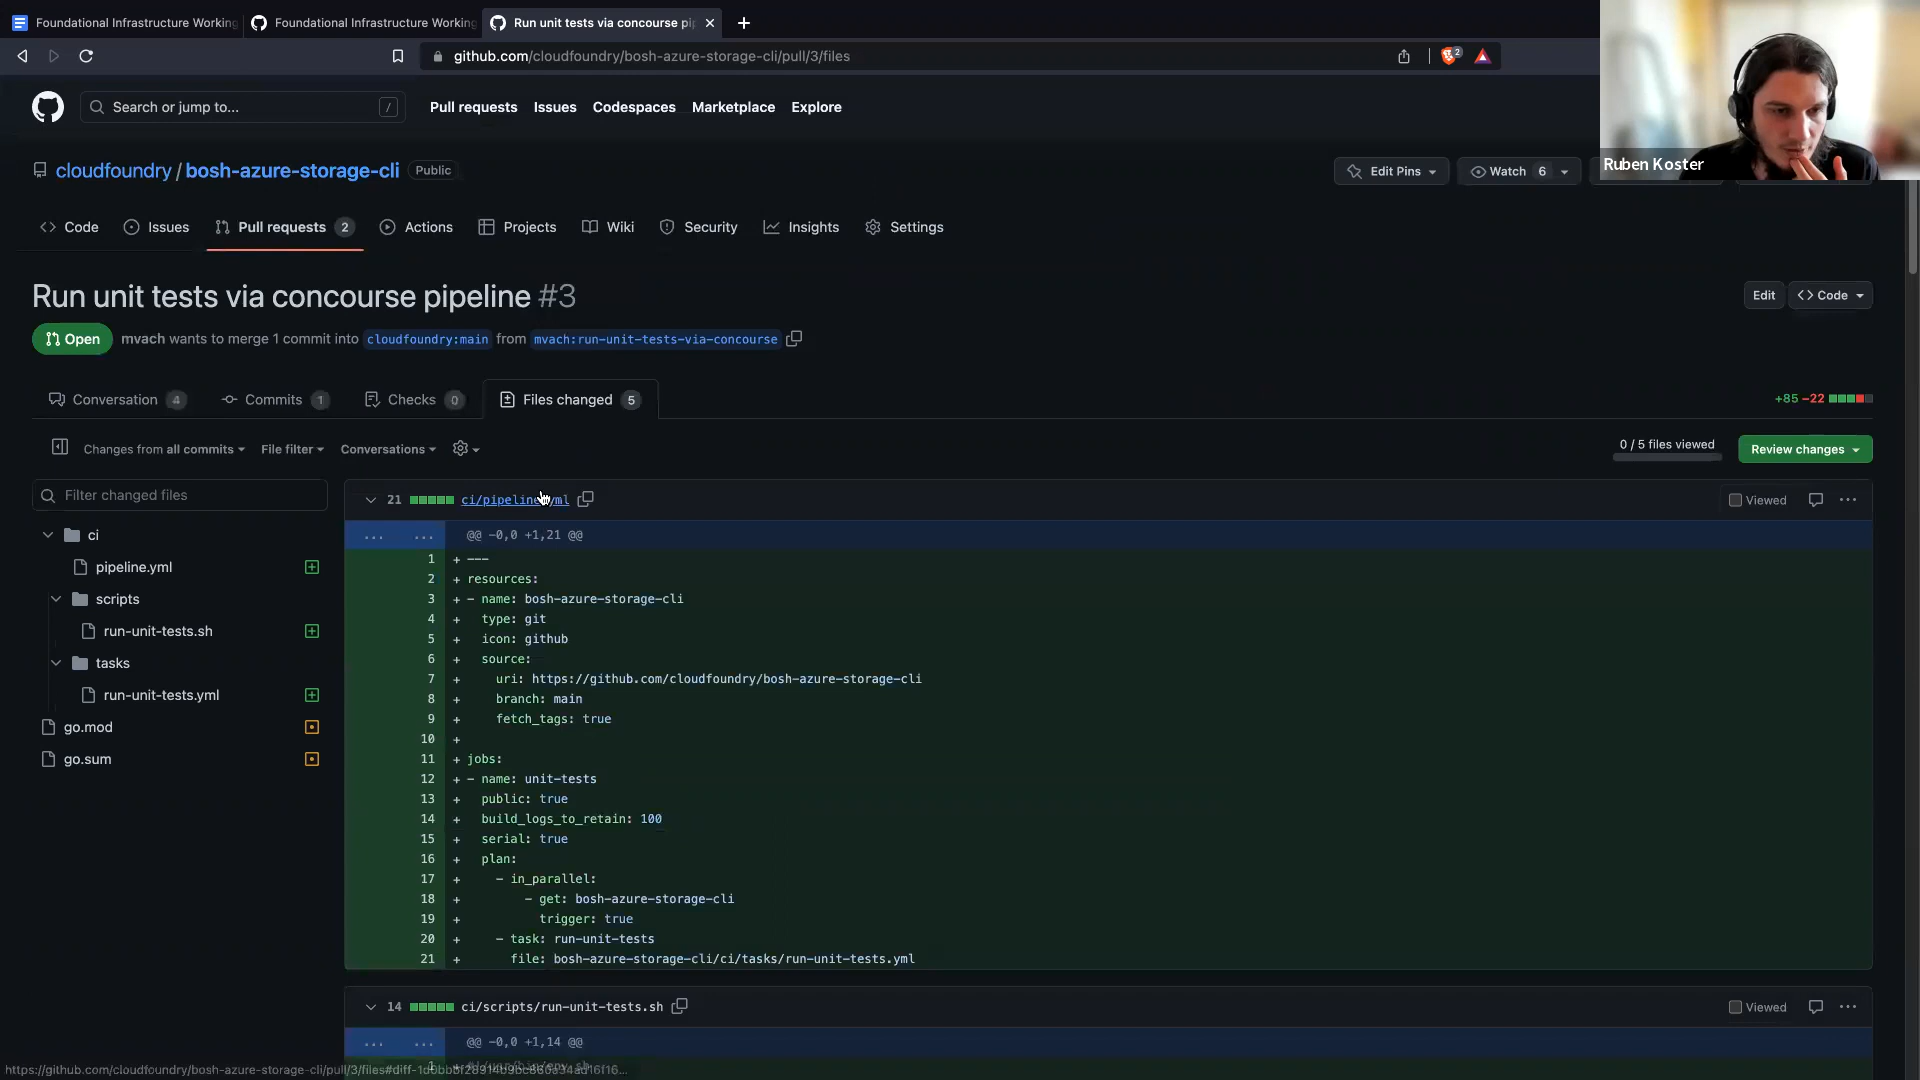 Foundational Infrastructure Working
Foundational Infrastructure Working
Run unit tests via concourse pi
github.com/cloudfoundry/bosh-azure-storage-cli/pull/3/files
2
Search or jump to...
/
Pull requests
Issues
Codespaces
Marketplace
Explore
Ruben Koster
cloudfoundry / bosh-azure-storage-cli
Public
Edit Pins
Watch 6
Code
Issues
Pull requests 2
Actions
Projects
Wiki
Security
Insights
Settings
Run unit tests via concourse pipeline #3
Edit
<> Code
Open
mvach wants to merge 1 commit into cloudfoundry:main from mvach:run-unit-tests-via-concourse
Conversation 4
Commits 1
Checks 0
Files changed 5
+85 −22
Changes from all commits
File filter
Conversations
0 / 5 files viewed
Review changes
Filter changed files
ci
pipeline.yml
scripts
run-unit-tests.sh
tasks
run-unit-tests.yml
go.mod
go.sum
21 ci/pipeline.yml
Viewed
... ... @@ -0,0 +1,21 @@
1 + ---
2 + resources:
3 + - name: bosh-azure-storage-cli
4 + type: git
5 + icon: github
6 + source:
7 + uri: https://github.com/cloudfoundry/bosh-azure-storage-cli
8 + branch: main
9 + fetch_tags: true
10 +
11 + jobs:
12 + - name: unit-tests
13 + public: true
14 + build_logs_to_retain: 100
15 + serial: true
16 + plan:
17 + - in_parallel:
18 + - get: bosh-azure-storage-cli
19 + trigger: true
20 + - task: run-unit-tests
21 + file: bosh-azure-storage-cli/ci/tasks/run-unit-tests.yml
14 ci/scripts/run-unit-tests.sh
Viewed
... ... @@ -0,0 +1,14 @@
1 +